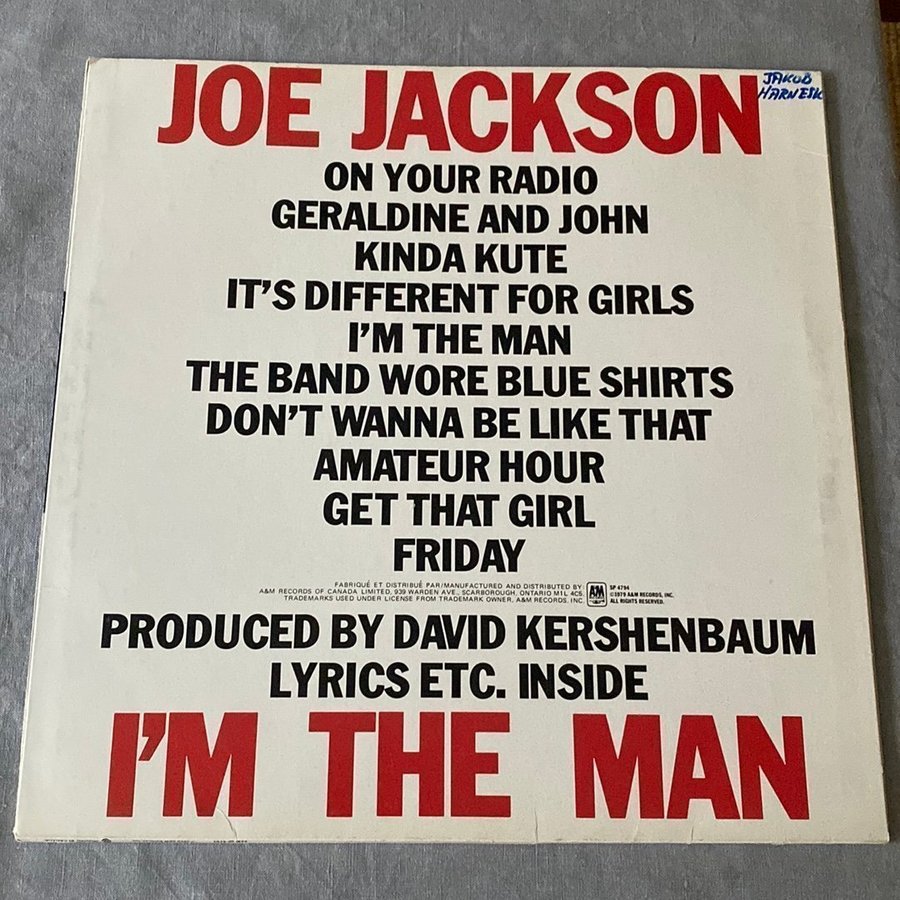 JOE JACKSON
JAKOB
HARNESK
ON YOUR RADIO
GERALDINE AND JOHN
KINDA KUTE
IT'S DIFFERENT FOR GIRLS
I'M THE MAN
THE BAND WORE BLUE SHIRTS
DON'T WANNA BE LIKE THAT
AMATEUR HOUR
GET THAT GIRL
FRIDAY
FABRIQUÉ ET DISTRIBUÉ PAR/MANUFACTURED AND DISTRIBUTED BY:
A&M RECORDS OF CANADA LIMITED, 939 WARDEN AVE., SCARBOROUGH, ONTARIO M1L 4C5.
TRADEMARKS USED UNDER LICENSE FROM TRADEMARK OWNER, A&M RECORDS, INC.
A&M
SP 4794
©1979 A&M RECORDS, INC.
ALL RIGHTS RESERVED.
PRODUCED BY DAVID KERSHENBAUM
LYRICS ETC. INSIDE
I'M THE MAN